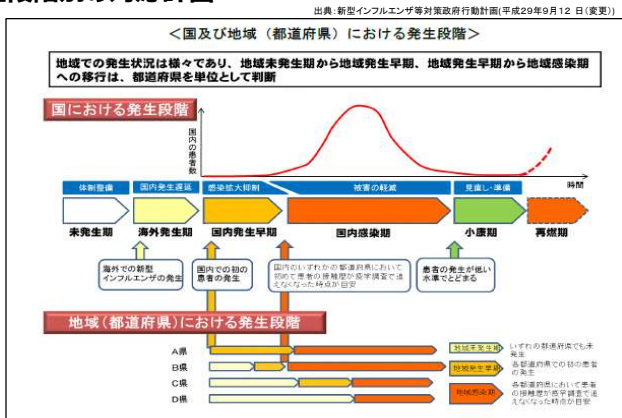 出典:新型インフルエンザ等対策政府行動計画(平成29年9月12 日(変更))
<国及び地域(都道府県)における発生段階>
地域での発生状況は様々であり、地域未発生期から地域発生早期、地域発生早期から地域感染期
への移行は、都道府県を単位として判断
国における発生段階
国内の患者数
時間
体制整備
国内発生遅延
感染拡大抑制
被害の軽減
見直し・準備
未発生期
海外発生期
国内発生早期
国内感染期
小康期
再燃期
海外での新型
インフルエンザの発生
国内での初の
患者の発生
国内のいずれかの都道府県において
初めて患者の接触歴が疫学調査で追
えなくなった時点が目安
患者の発生が低い
水準でとどまる
地域(都道府県)における発生段階
A県
B県
C県
D県
地域未発生期
いずれの都道府県でも未
発生
地域発生早期
各都道府県での初の患者
の発生
地域感染期
各都道府県において患者
の接触歴が疫学調査で追
えなくなった時点が目安